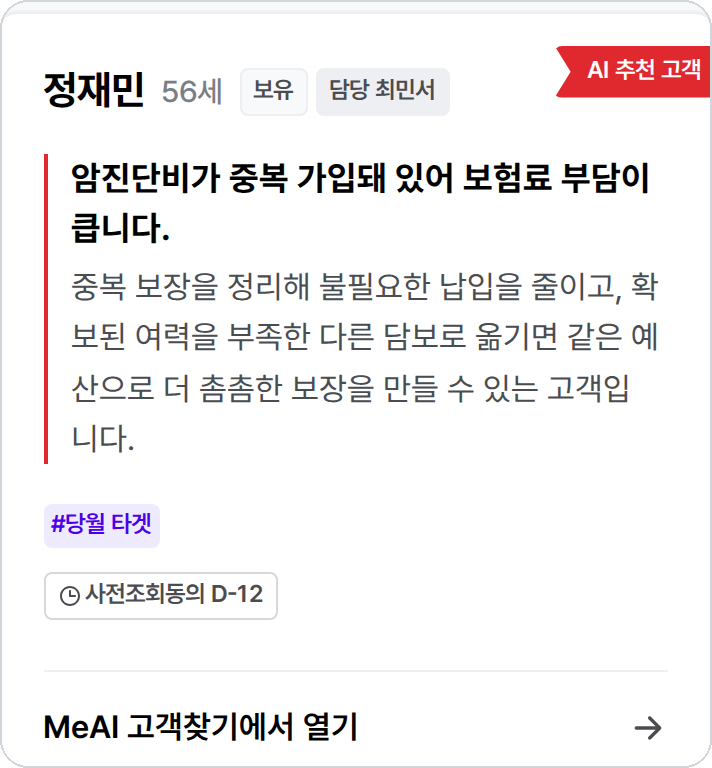 정재민 56세 보유 담당 최민서
AI 추천 고객
암진단비가 중복 가입돼 있어 보험료 부담이
큽니다.
중복 보장을 정리해 불필요한 납입을 줄이고, 확
보된 여력을 부족한 다른 담보로 옮기면 같은 예
산으로 더 촘촘한 보장을 만들 수 있는 고객입
니다.
#당월 타겟
사전조회동의 D-12
MeAI 고객찾기에서 열기